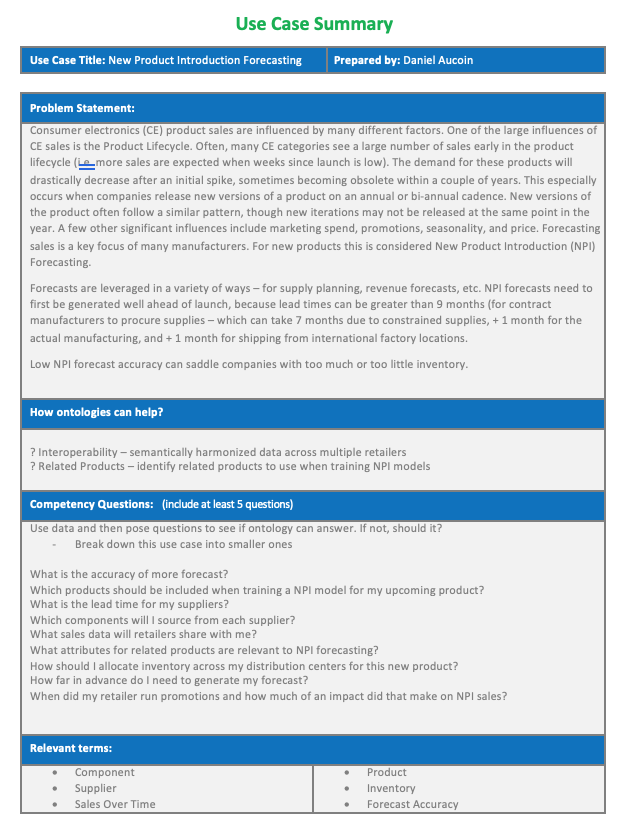 Use Case Summary
Use Case Title: New Product Introduction Forecasting
Prepared by: Daniel Aucoin
Problem Statement:
Consumer electronics (CE) product sales are influenced by many different factors. One of the large influences of
CE sales is the Product Lifecycle. Often, many CE categories see a large number of sales early in the product
lifecycle (i.e. more sales are expected when weeks since launch is low). The demand for these products will
drastically decrease after an initial spike, sometimes becoming obsolete within a couple of years. This especially
occurs when companies release new versions of a product on an annual or bi-annual cadence. New versions of
the product often follow a similar pattern, though new iterations may not be released at the same point in the
year. A few other significant influences include marketing spend, promotions, seasonality, and price. Forecasting
sales is a key focus of many manufacturers. For new products this is considered New Product Introduction (NPI)
Forecasting.
Forecasts are leveraged in a variety of ways – for supply planning, revenue forecasts, etc. NPI forecasts need to
first be generated well ahead of launch, because lead times can be greater than 9 months (for contract
manufacturers to procure supplies – which can take 7 months due to constrained supplies, + 1 month for the
actual manufacturing, and + 1 month for shipping from international factory locations.
Low NPI forecast accuracy can saddle companies with too much or too little inventory.
How ontologies can help?
? Interoperability – semantically harmonized data across multiple retailers
? Related Products – identify related products to use when training NPI models
Competency Questions: (include at least 5 questions)
Use data and then pose questions to see if ontology can answer. If not, should it?
- Break down this use case into smaller ones
What is the accuracy of more forecast?
Which products should be included when training a NPI model for my upcoming product?
What is the lead time for my suppliers?
Which components will I source from each supplier?
What sales data will retailers share with me?
What attributes for related products are relevant to NPI forecasting?
How should I allocate inventory across my distribution centers for this new product?
How far in advance do I need to generate my forecast?
When did my retailer run promotions and how much of an impact did that make on NPI sales?
Relevant terms:
• Component
• Supplier
• Sales Over Time
• Product
• Inventory
• Forecast Accuracy